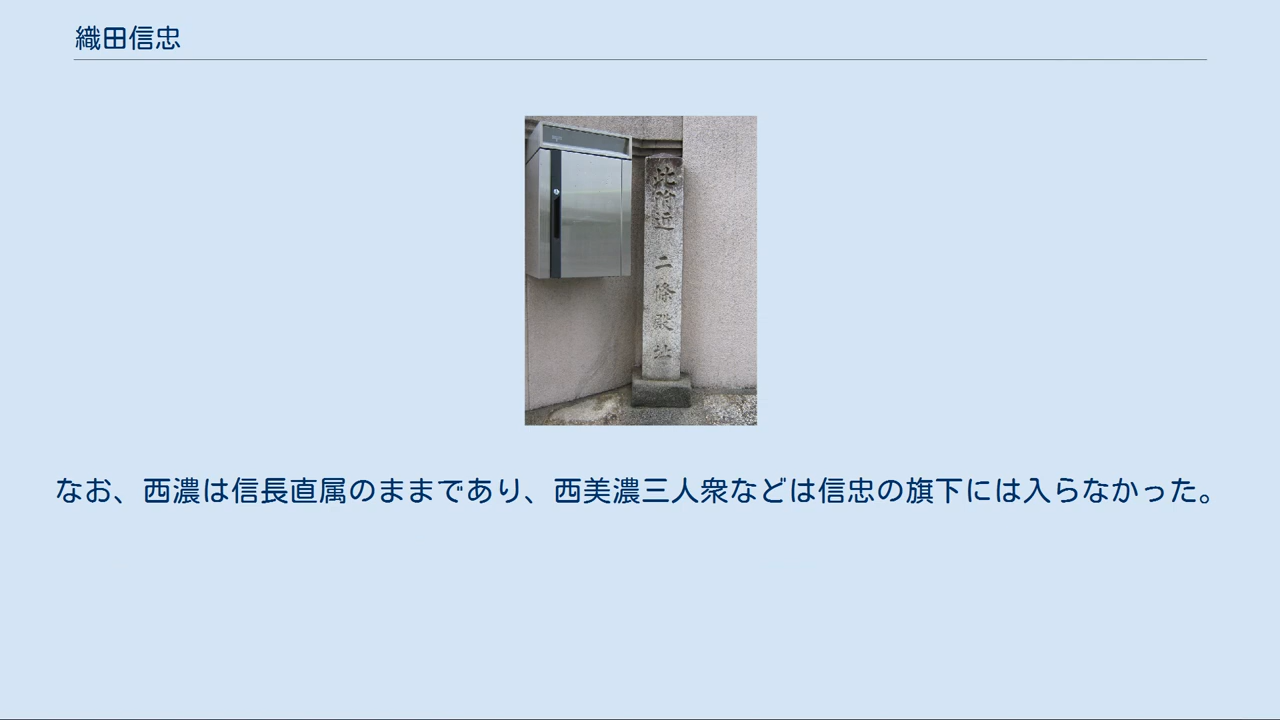 織田信忠
此附近 二條殿址
なお、西濃は信長直属のままであり、西美濃三人衆などは信忠の旗下には入らなかった。